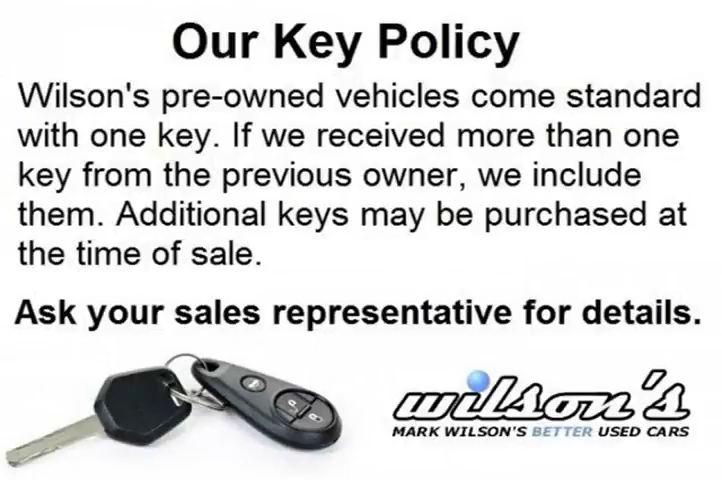 Our Key Policy
Wilson's pre-owned vehicles come standard
with one key. If we received more than one
key from the previous owner, we include
them. Additional keys may be purchased at
the time of sale.
Ask your sales representative for details.
wilson's
MARK WILSON'S BETTER USED CARS